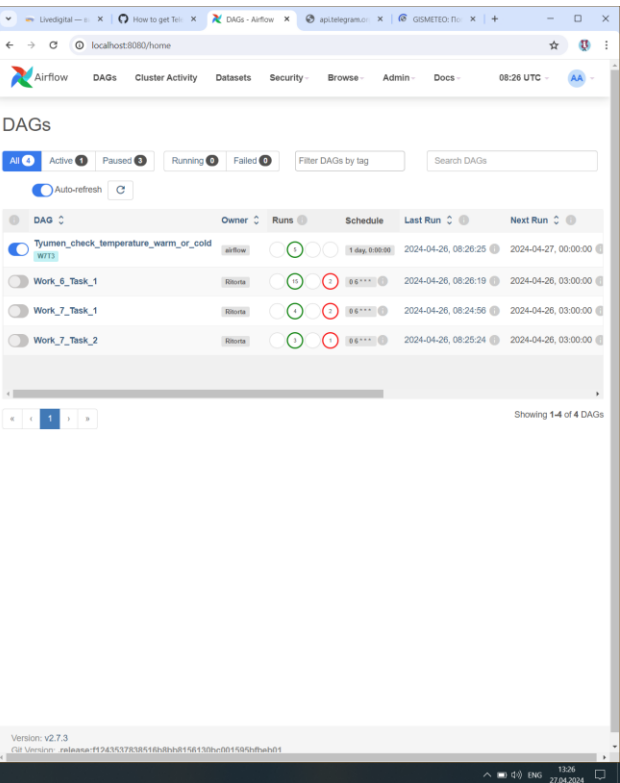 Livedigital — а
How to get Tele
DAGs - Airflow
api.telegram.or
GISMETEO: По
localhost:8080/home
Airflow DAGs Cluster Activity Datasets Security Browse Admin Docs 08:26 UTC AA
DAGs
All 4 Active 1 Paused 3 Running 0 Failed 0 Filter DAGs by tag Search DAGs
Auto-refresh
DAG Owner Runs Schedule Last Run Next Run
Tyumen_check_temperature_warm_or_cold airflow 1 day, 0:00:00 2024-04-26, 08:26:25 2024-04-27, 00:00:00
W7T3
Work_6_Task_1 Ritorta 15 2 0 6 * * * 2024-04-26, 08:26:19 2024-04-26, 03:00:00
Work_7_Task_1 Ritorta 4 2 0 6 * * * 2024-04-26, 08:24:56 2024-04-26, 03:00:00
Work_7_Task_2 Ritorta 3 1 0 6 * * * 2024-04-26, 08:25:24 2024-04-26, 03:00:00
« ‹ 1 › »
Showing 1-4 of 4 DAGs
Version: v2.7.3
Git Version: .release:f1243537838516b8bb8156130bc001595bfbeb01
ENG 13:26
27.04.2024